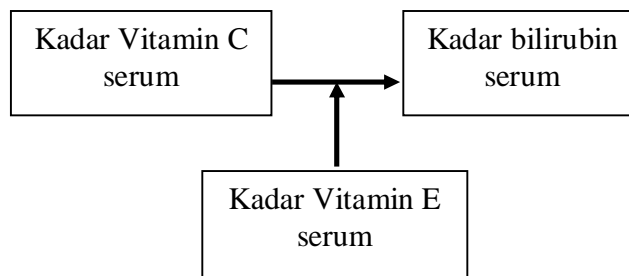 Kadar Vitamin C
serum
Kadar bilirubin
serum
Kadar Vitamin E
serum